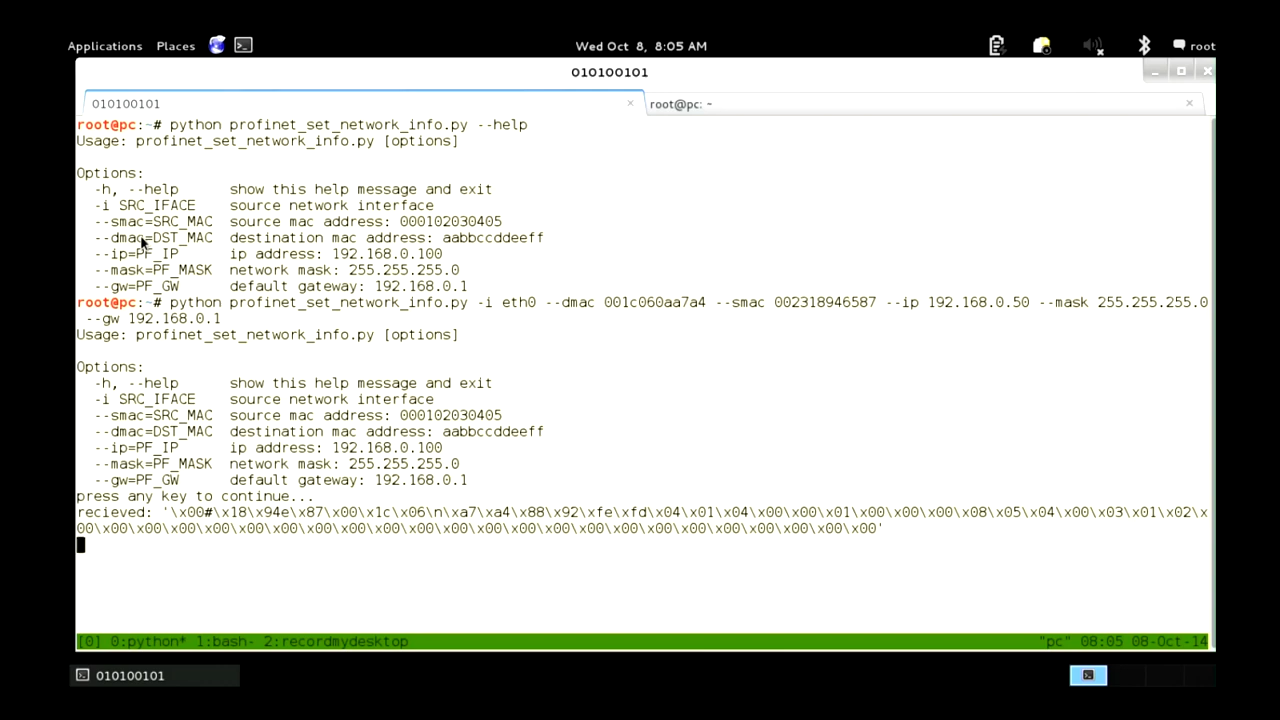 Applications Places Wed Oct 8, 8:05 AM root
010100101
010100101 × root@pc: ~ ×
root@pc:~# python profinet_set_network_info.py --help
Usage: profinet_set_network_info.py [options]
Options:
-h, --help show this help message and exit
-i SRC_IFACE source network interface
--smac=SRC_MAC source mac address: 000102030405
--dmac=DST_MAC destination mac address: aabbccddeeff
--ip=PF_IP ip address: 192.168.0.100
--mask=PF_MASK network mask: 255.255.255.0
--gw=PF_GW default gateway: 192.168.0.1
root@pc:~# python profinet_set_network_info.py -i eth0 --dmac 001c060aa7a4 --smac 002318946587 --ip 192.168.0.50 --mask 255.255.255.0
--gw 192.168.0.1
Usage: profinet_set_network_info.py [options]
Options:
-h, --help show this help message and exit
-i SRC_IFACE source network interface
--smac=SRC_MAC source mac address: 000102030405
--dmac=DST_MAC destination mac address: aabbccddeeff
--ip=PF_IP ip address: 192.168.0.100
--mask=PF_MASK network mask: 255.255.255.0
--gw=PF_GW default gateway: 192.168.0.1
press any key to continue...
recieved: '\x00#\x18\x94e\x87\x00\x1c\x06\n\xa7\xa4\x88\x92\xfe\xfd\x04\x01\x04\x00\x00\x01\x00\x00\x00\x08\x05\x04\x00\x03\x01\x02\x
00\x00\x00\x00\x00\x00\x00\x00\x00\x00\x00\x00\x00\x00\x00\x00\x00\x00\x00\x00\x00\x00\x00\x00\x00\x00\x00'
[0] 0:python* 1:bash- 2:recordmydesktop "pc" 08:05 08-Oct-14
010100101